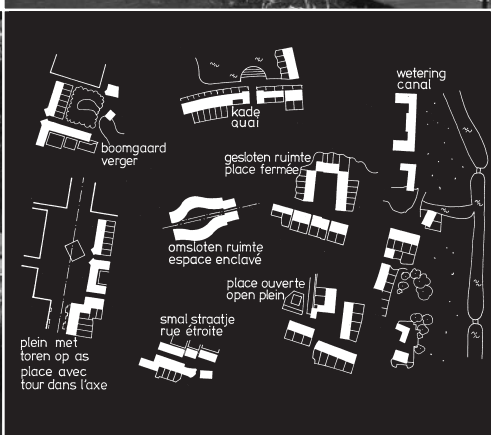 wetering
canal
kade
quai
boomgaard
verger
gesloten ruimte
place fermée
omsloten ruimte
espace enclavé
place ouverte
open plein
smal straatje
rue étroite
plein met
toren op as
place avec
tour dans l'axe